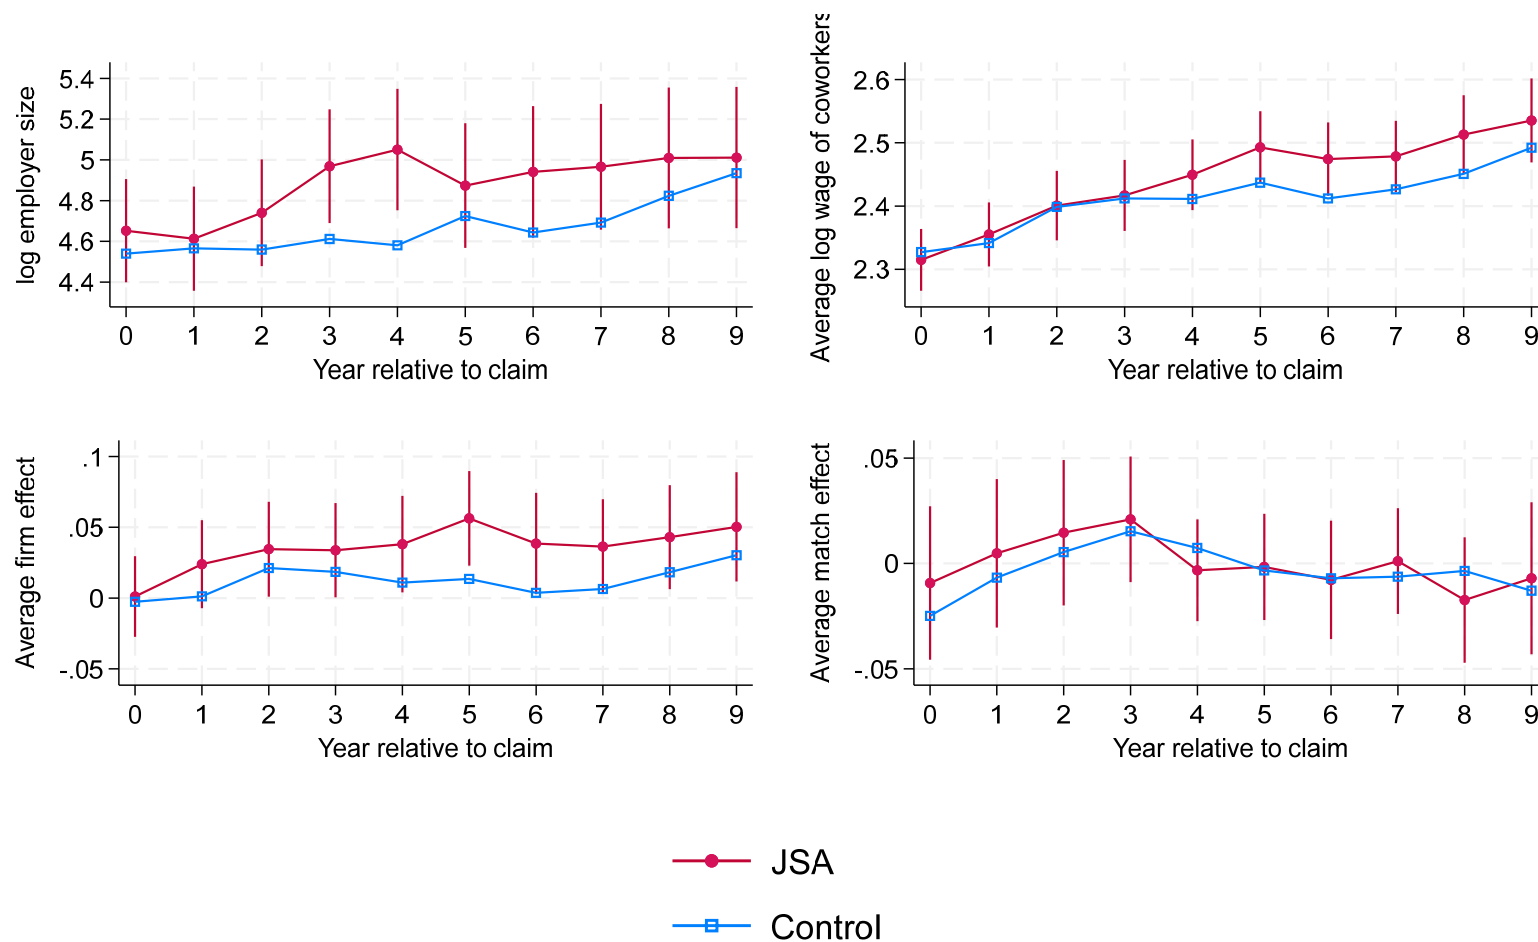 log employer size
5.4
5.2
5
4.8
4.6
4.4
0 1 2 3 4 5 6 7 8 9
Year relative to claim
Average log wage of coworkers
2.6
2.5
2.4
2.3
0 1 2 3 4 5 6 7 8 9
Year relative to claim
Average firm effect
.1
.05
0
-.05
0 1 2 3 4 5 6 7 8 9
Year relative to claim
Average match effect
.05
0
-.05
0 1 2 3 4 5 6 7 8 9
Year relative to claim
JSA
Control